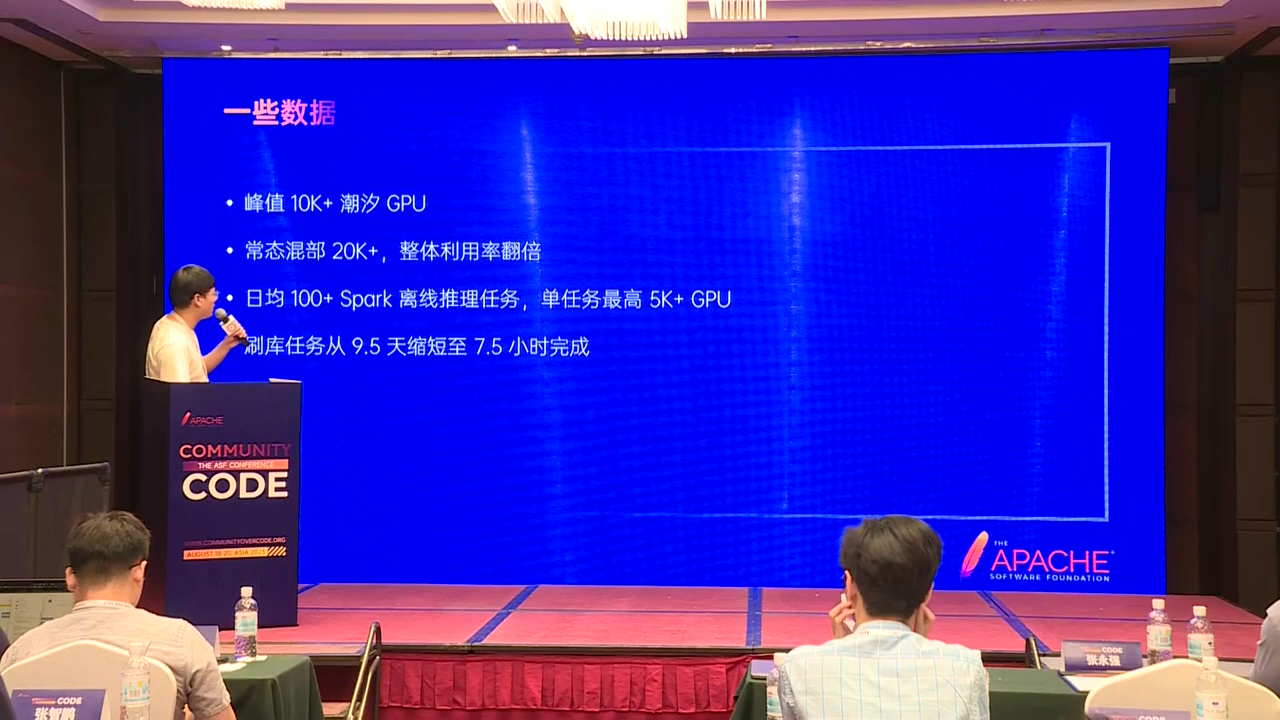 一些数据
• 峰值 10K+ 潮汐 GPU
• 常态混部 20K+，整体利用率翻倍
• 日均 100+ Spark 离线推理任务，单任务最高 5K+ GPU
刷库任务从 9.5 天缩短至 7.5 小时完成
APACHE
COMMUNITY
THE ASF CONFERENCE
CODE
WWW.COMMUNITYOVERCODE.ORG
AUGUST 18-20, ASIA 2023
THE
APACHE
SOFTWARE FOUNDATION
CODE
张永强
CODE
张智鹏
CODE